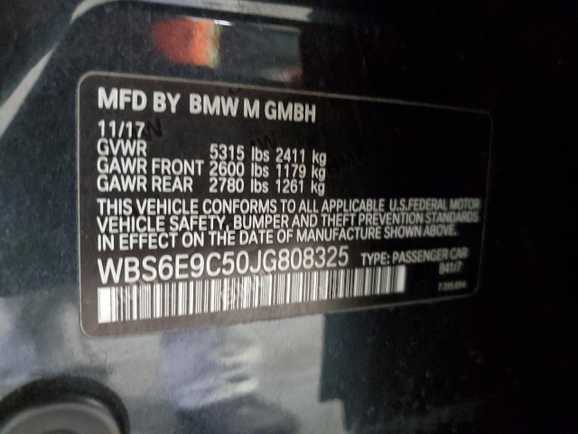 MFD BY BMW M GMBH
11/17
GVWR 5315 lbs 2411 kg
GAWR FRONT 2600 lbs 1179 kg
GAWR REAR 2780 lbs 1261 kg
THIS VEHICLE CONFORMS TO ALL APPLICABLE U.S.FEDERAL MOTOR
VEHICLE SAFETY, BUMPER AND THEFT PREVENTION STANDARDS
IN EFFECT ON THE DATE OF MANUFACTURE SHOWN ABOVE.
WBS6E9C50JG808325 TYPE: PASSENGER CAR